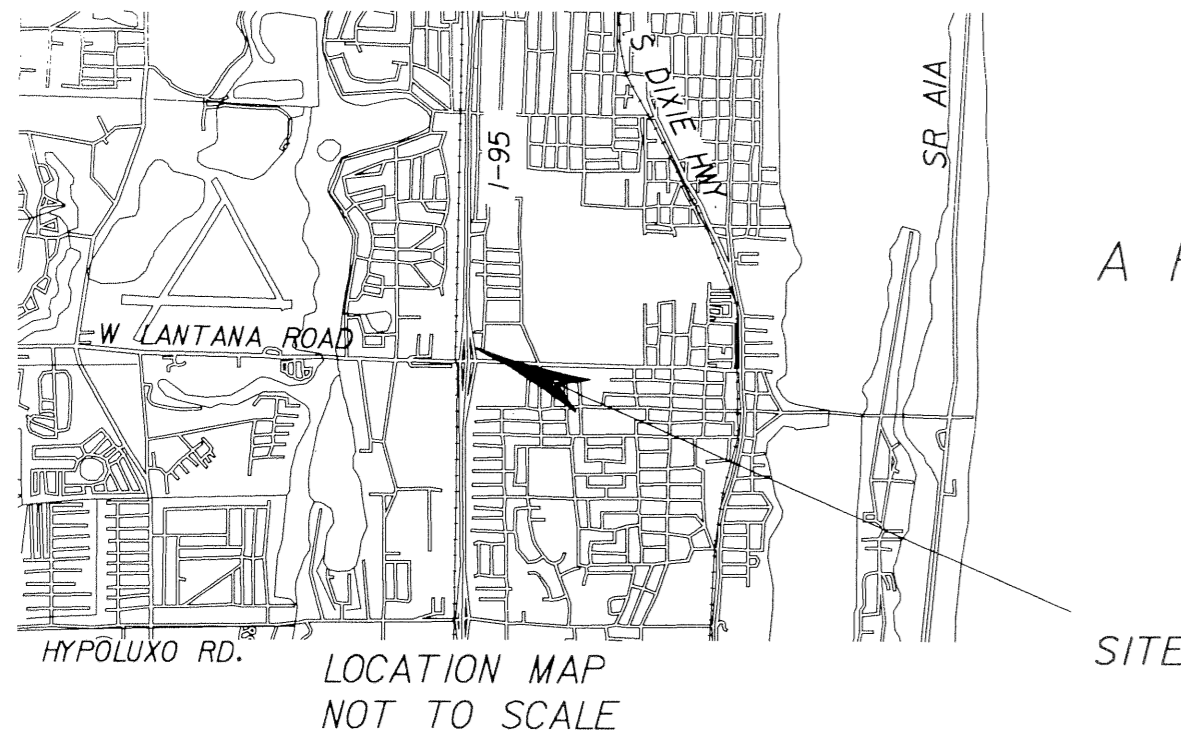 S DIXIE HWY
SR A1A
I-95
A
W LANTANA ROAD
HYPOLUXO RD.
SITE
LOCATION MAP
NOT TO SCALE